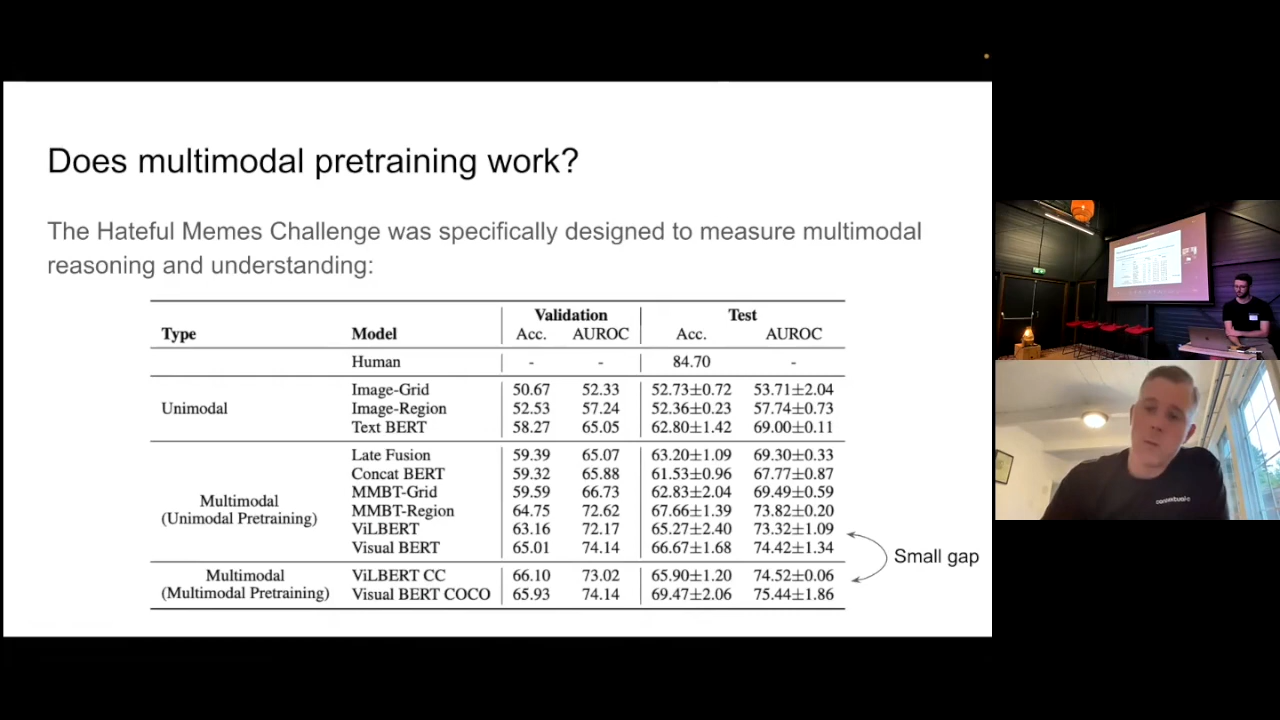 Does multimodal pretraining work?
The Hateful Memes Challenge was specifically designed to measure multimodal
reasoning and understanding:
Validation Test
Type Model Acc. AUROC Acc. AUROC
Human - - 84.70 -
Unimodal
Image-Grid 50.67 52.33 52.73±0.72 53.71±2.04
Image-Region 52.53 57.24 52.36±0.23 57.74±0.73
Text BERT 58.27 65.05 62.80±1.42 69.00±0.11
Multimodal
(Unimodal Pretraining)
Late Fusion 59.39 65.07 63.20±1.09 69.30±0.33
Concat BERT 59.32 65.88 61.53±0.96 67.77±0.87
MMBT-Grid 59.59 66.73 62.83±2.04 69.49±0.59
MMBT-Region 64.75 72.62 67.66±1.39 73.82±0.20
ViLBERT 63.16 72.17 65.27±2.40 73.32±1.09
Visual BERT 65.01 74.14 66.67±1.68 74.42±1.34
Multimodal
(Multimodal Pretraining)
ViLBERT CC 66.10 73.02 65.90±1.20 74.52±0.06
Visual BERT COCO 65.93 74.14 69.47±2.06 75.44±1.86
Small gap